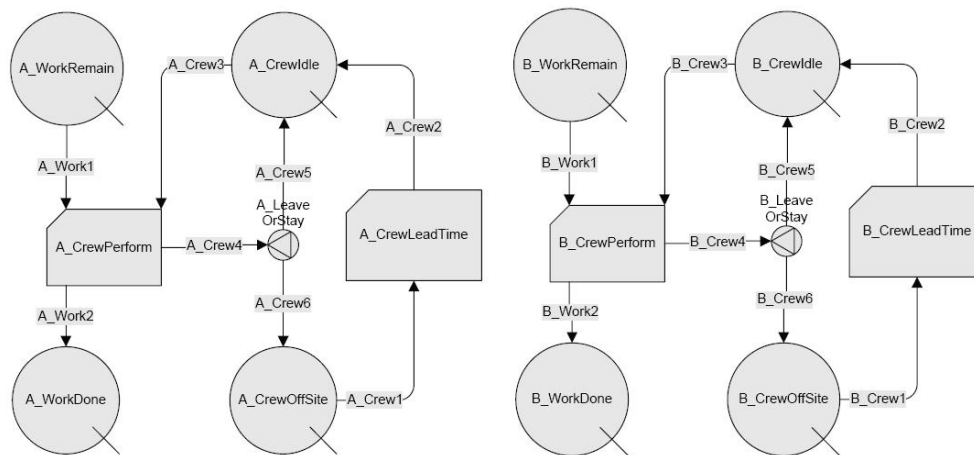 A_WorkRemain
A_Crew3
A_CrewIdle
A_Crew2
A_Work1
A_Crew5
A_Leave
OrStay
A_CrewPerform
A_Crew4
A_CrewLeadTime
A_Work2
A_Crew6
A_WorkDone
A_CrewOffSite
A_Crew1
B_WorkRemain
B_Crew3
B_CrewIdle
B_Crew2
B_Work1
B_Crew5
B_Leave
OrStay
B_CrewPerform
B_Crew4
B_CrewLeadTime
B_Work2
B_Crew6
B_WorkDone
B_CrewOffSite
B_Crew1